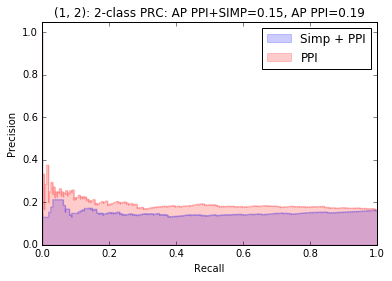 (1, 2): 2-class PRC: AP PPI+SIMP=0.15, AP PPI=0.19
Simp + PPI
PPI
Precision
1.0
0.8
0.6
0.4
0.2
0.0
0.0 0.2 0.4 0.6 0.8 1.0
Recall